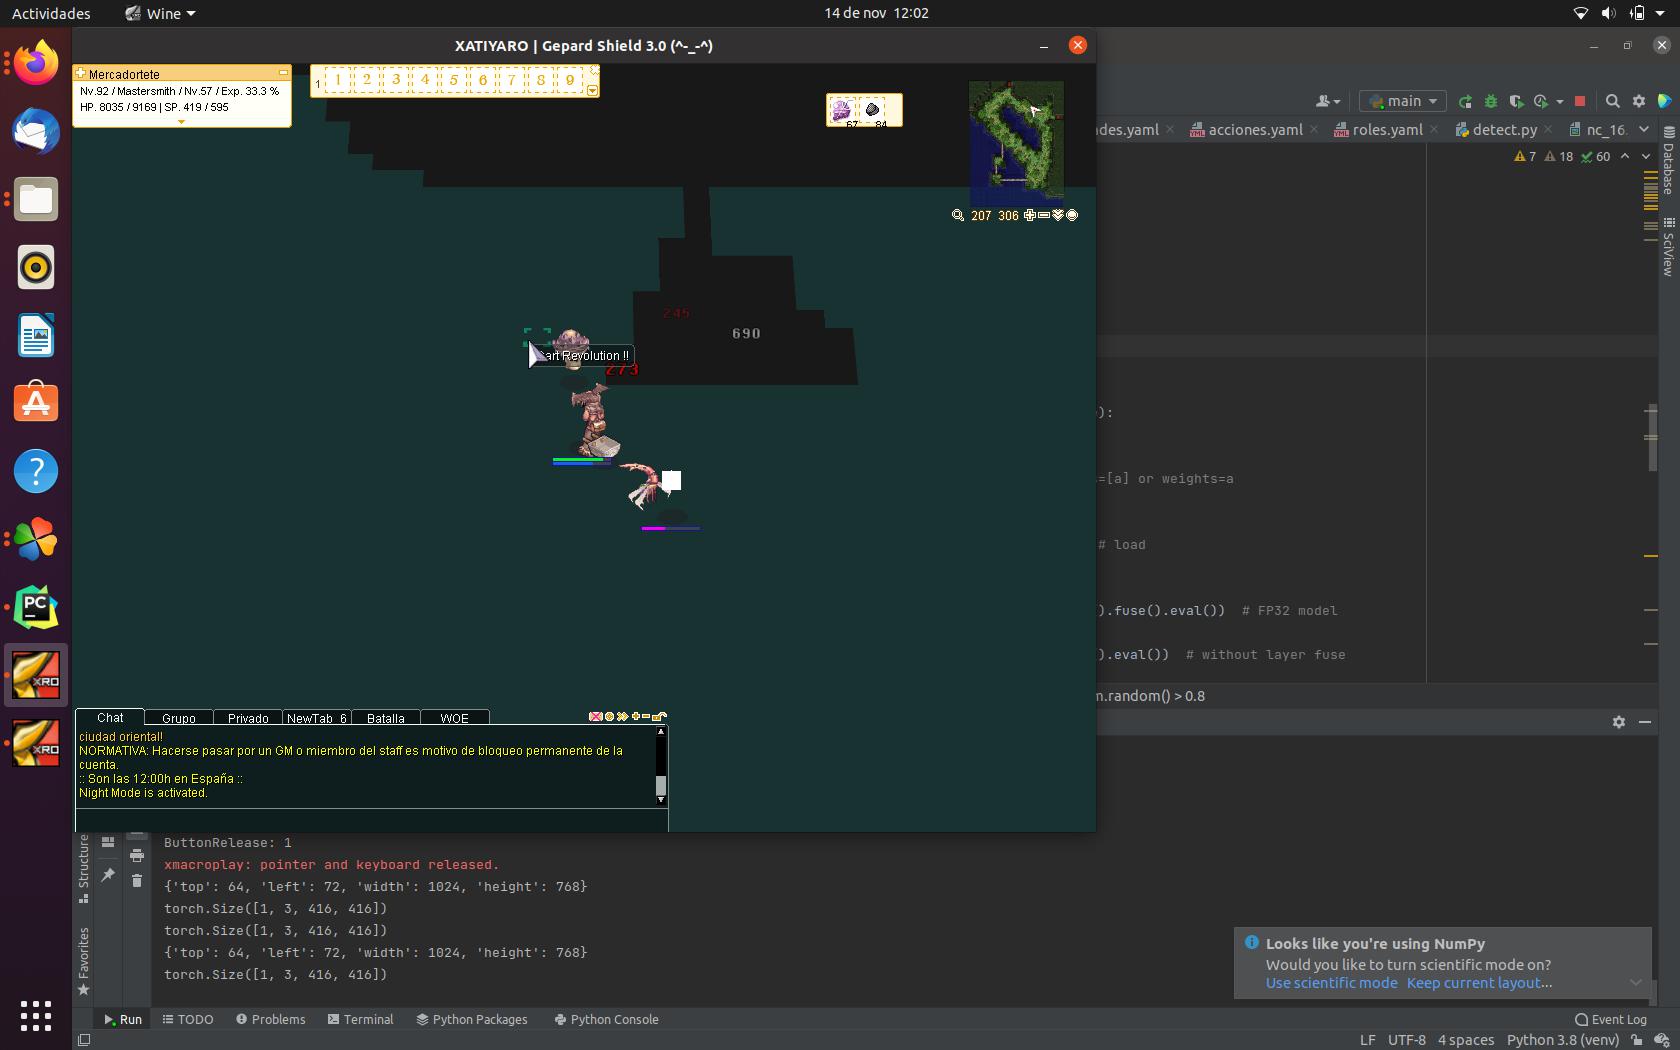 Actividades
Wine
14 de nov  12:02
XATIYARO | Gepard Shield 3.0 (^-_-^)
Mercadortete
Nv.92 / Mastersmith / Nv.57 / Exp. 33.3 %
HP. 8035 / 9169 | SP. 419 / 595
1 1 2 3 4 5 6 7 8 9
67 84
207 306
main
des.yaml
acciones.yaml
roles.yaml
detect.py
nc_16.
7 18 60
Database
SciView
245
690
art Revolution !!
273
):
=[a] or weights=a
# load
).fuse().eval())  # FP32 model
).eval())  # without layer fuse
m.random() > 0.8
PC
XRO
XRO
Chat
Grupo
Privado
NewTab_6
Batalla
WOE
ciudad oriental!
NORMATIVA: Hacerse pasar por un GM o miembro del staff es motivo de bloqueo permanente de la
cuenta.
:: Son las 12:00h en España ::
Night Mode is activated.
Structure
Favorites
ButtonRelease: 1
xmacroplay: pointer and keyboard released.
{'top': 64, 'left': 72, 'width': 1024, 'height': 768}
torch.Size([1, 3, 416, 416])
torch.Size([1, 3, 416, 416])
{'top': 64, 'left': 72, 'width': 1024, 'height': 768}
torch.Size([1, 3, 416, 416])
Looks like you're using NumPy
Would you like to turn scientific mode on?
Use scientific mode Keep current layout...
Run
TODO
Problems
Terminal
Python Packages
Python Console
Event Log
LF UTF-8 4 spaces Python 3.8 (venv)